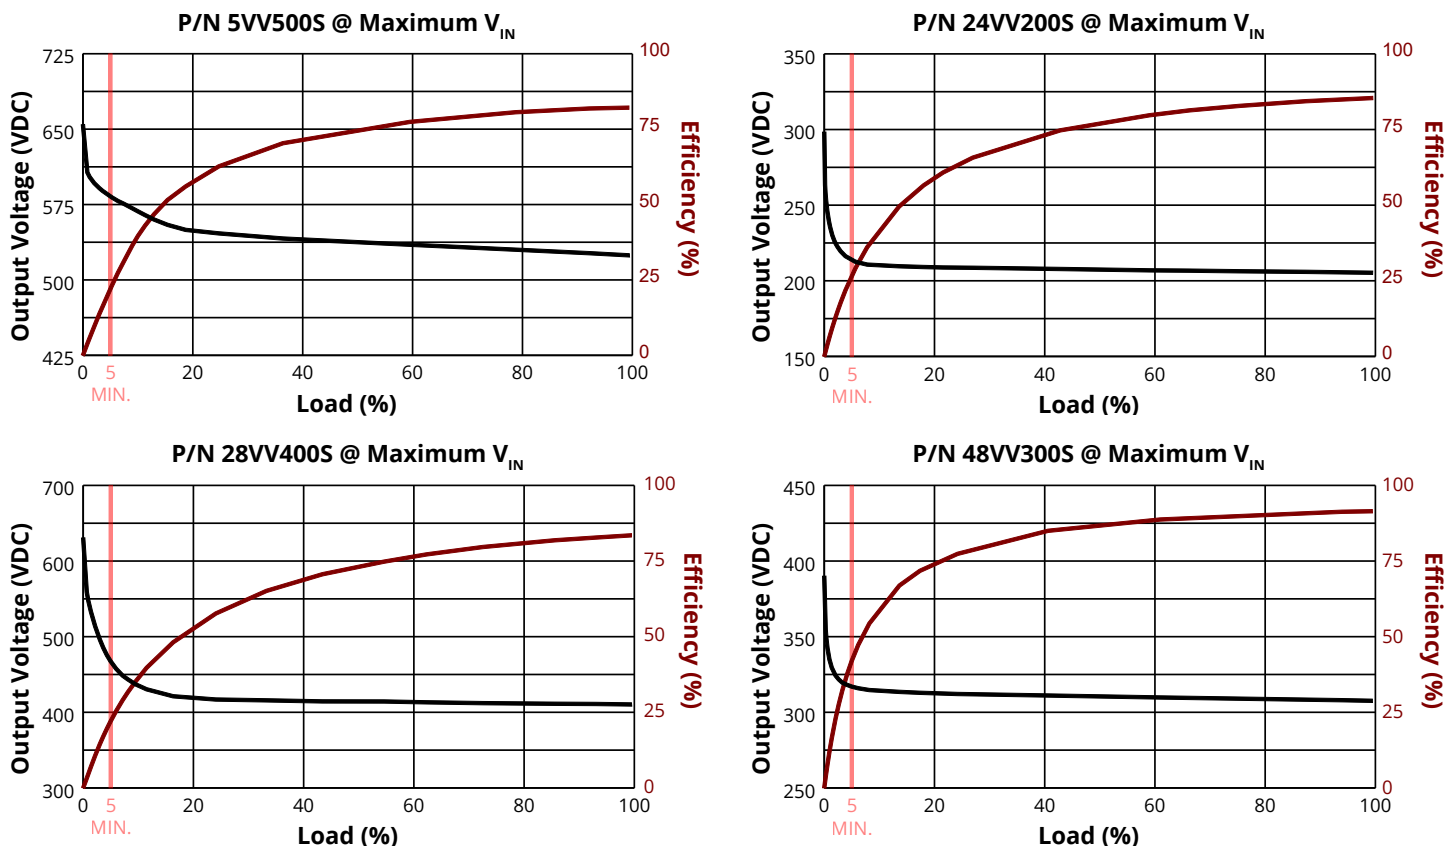 P/N 5VV500S @ Maximum VIN
725
650
575
500
425
Output Voltage (VDC)
100
75
50
25
0
Efficiency (%)
0 5 20 40 60 80 100
MIN.
Load (%)
P/N 24VV200S @ Maximum VIN
350
300
250
200
150
Output Voltage (VDC)
100
75
50
25
0
Efficiency (%)
0 5 20 40 60 80 100
MIN.
Load (%)
P/N 28VV400S @ Maximum VIN
700
600
500
400
300
Output Voltage (VDC)
100
75
50
25
0
Efficiency (%)
0 5 20 40 60 80 100
MIN.
Load (%)
P/N 48VV300S @ Maximum VIN
450
400
350
300
250
Output Voltage (VDC)
100
75
50
25
0
Efficiency (%)
0 5 20 40 60 80 100
MIN.
Load (%)